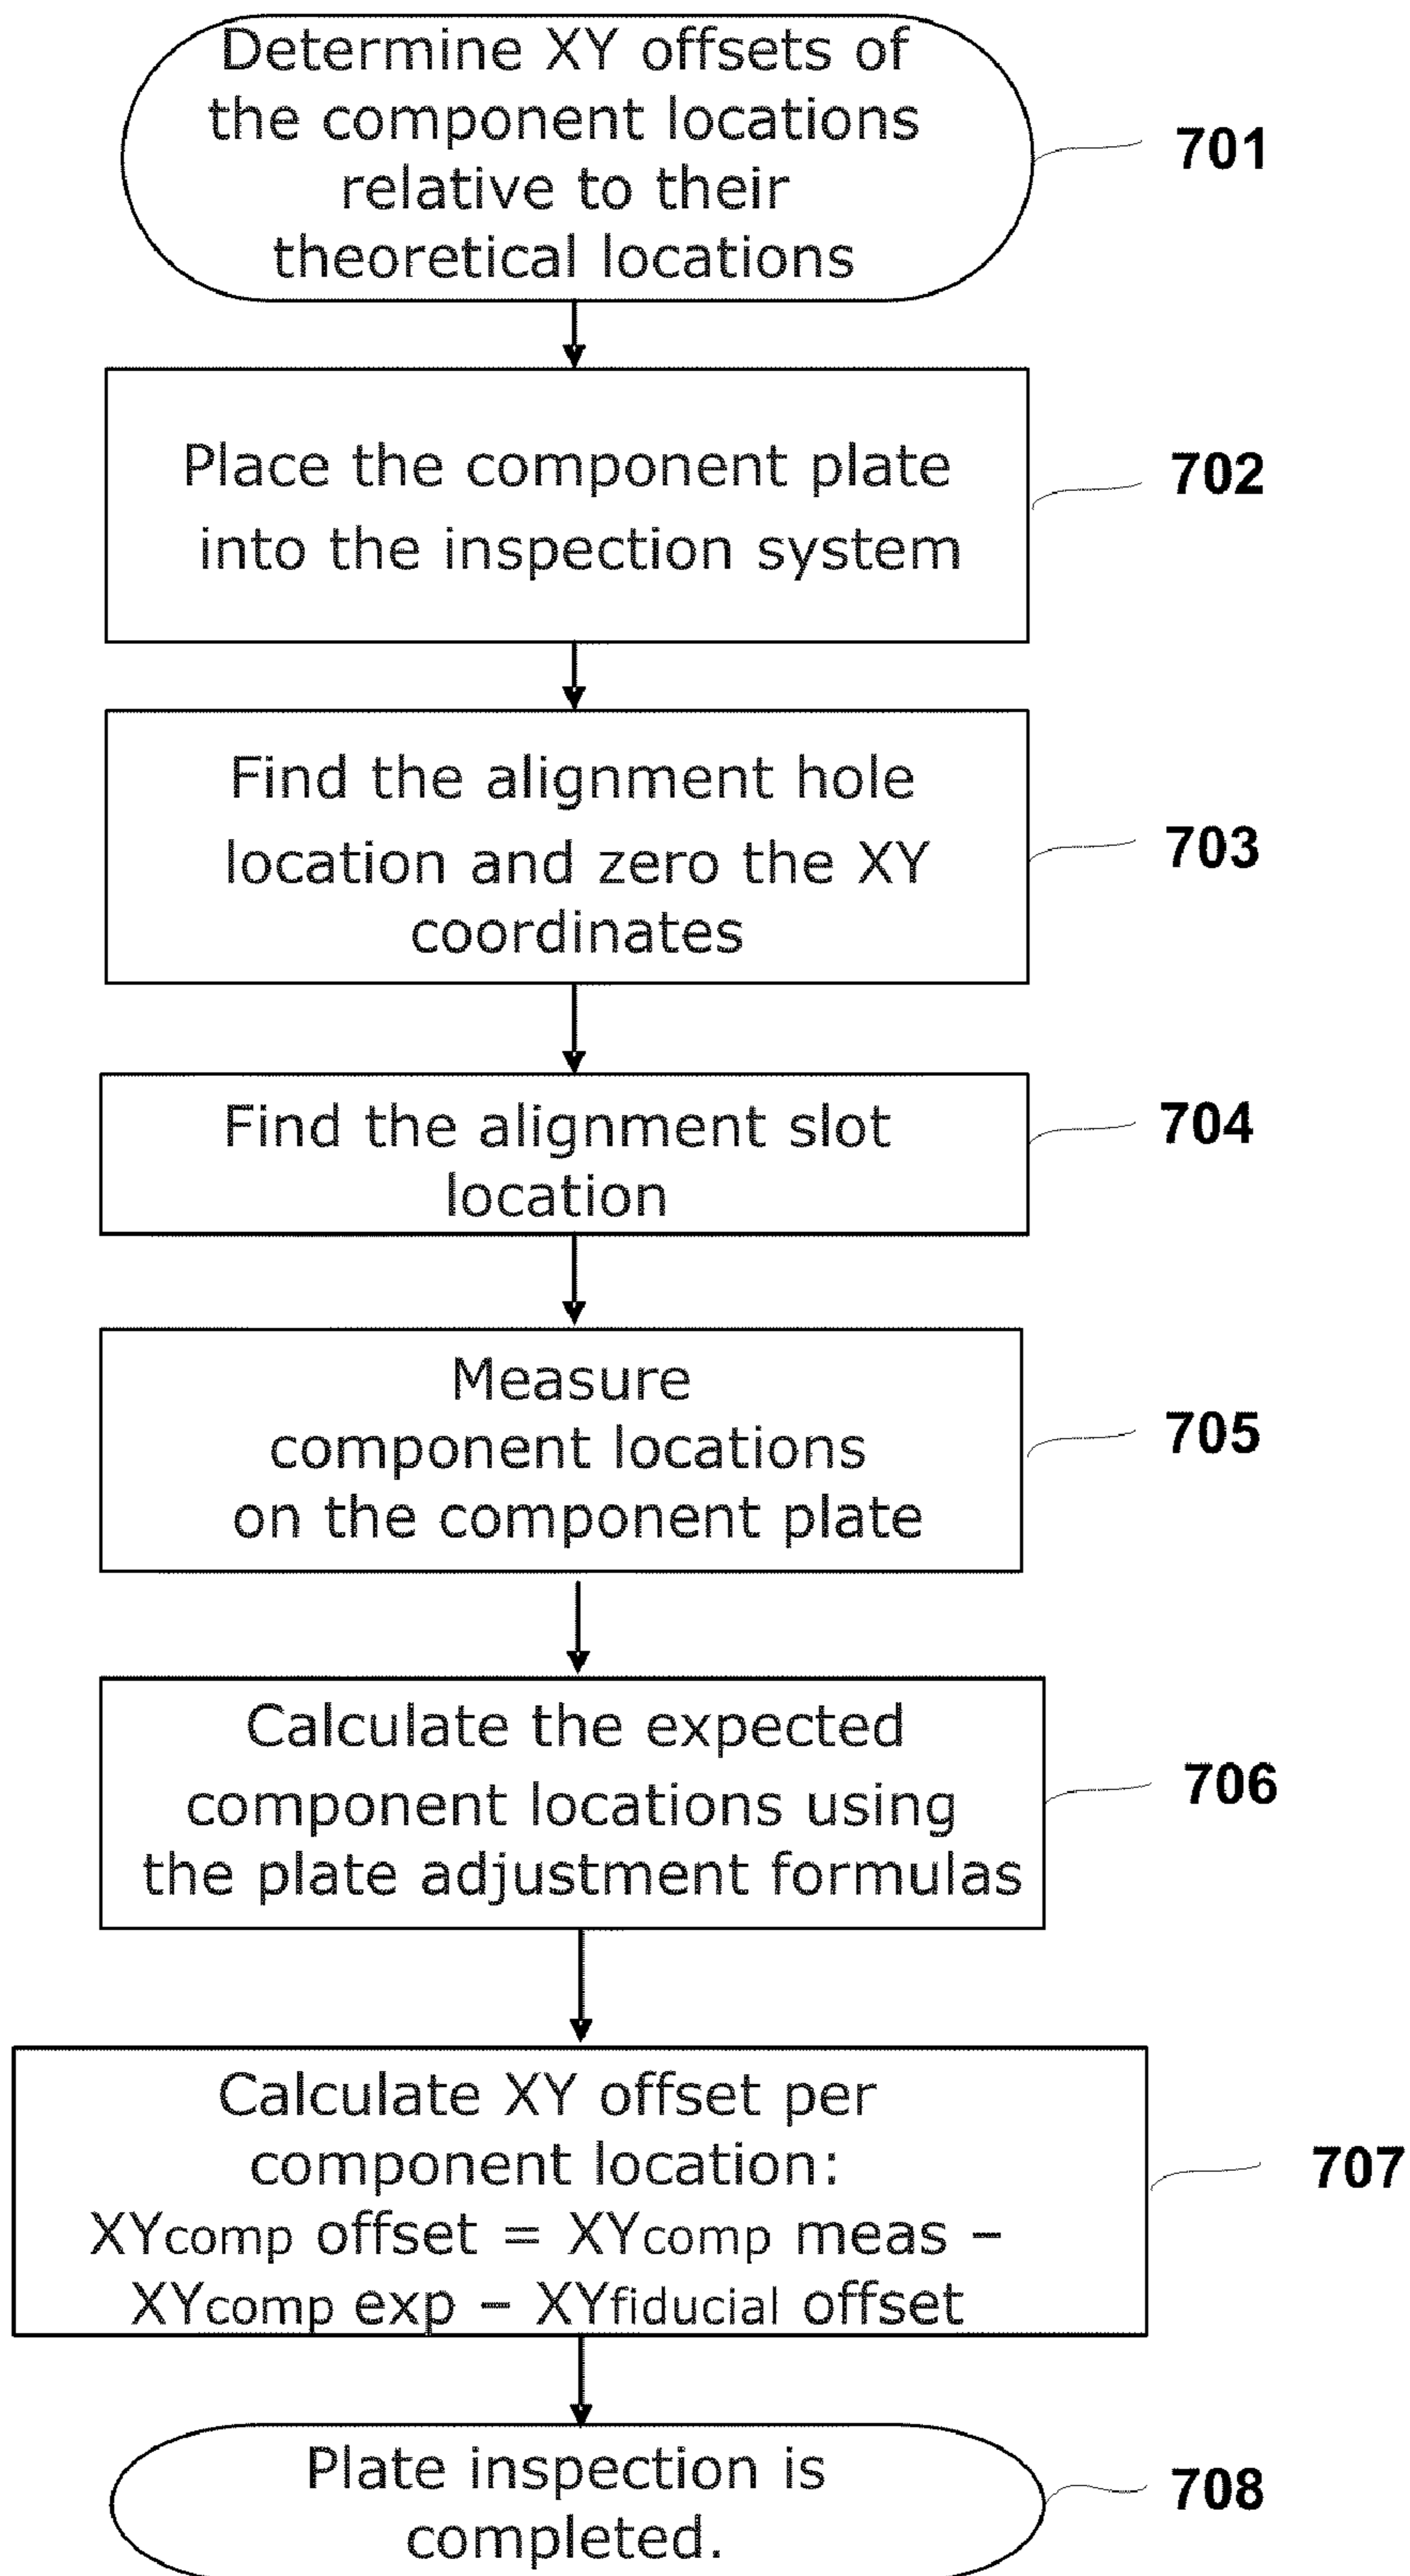 Determine XY offsets of
the component locations
relative to their
theoretical locations
701
Place the component plate
into the inspection system
702
Find the alignment hole
location and zero the XY
coordinates
703
Find the alignment slot
location
704
Measure
component locations
on the component plate
705
Calculate the expected
component locations using
the plate adjustment formulas
706
Calculate XY offset per
component location:
XYcomp offset = XYcomp meas –
XYcomp exp – XYfiducial offset
707
Plate inspection is
completed.
708